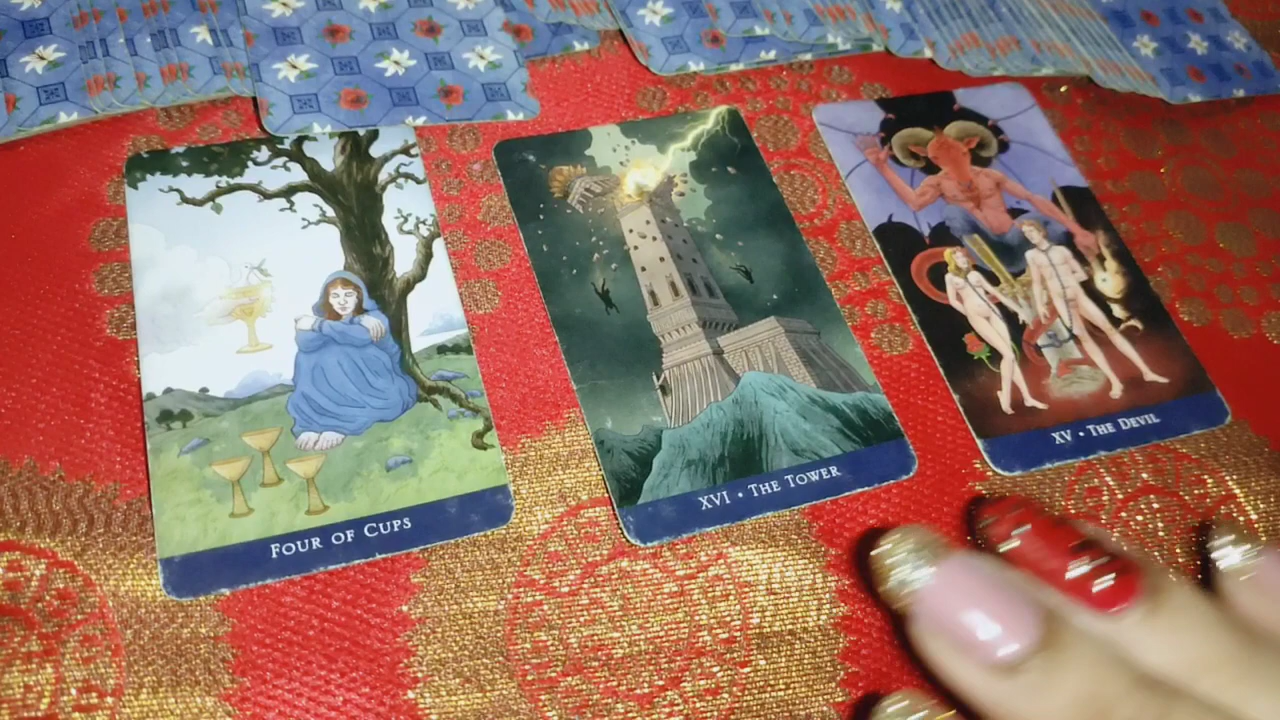 FOUR OF CUPS
XVI • THE TOWER
XV • THE DEVIL